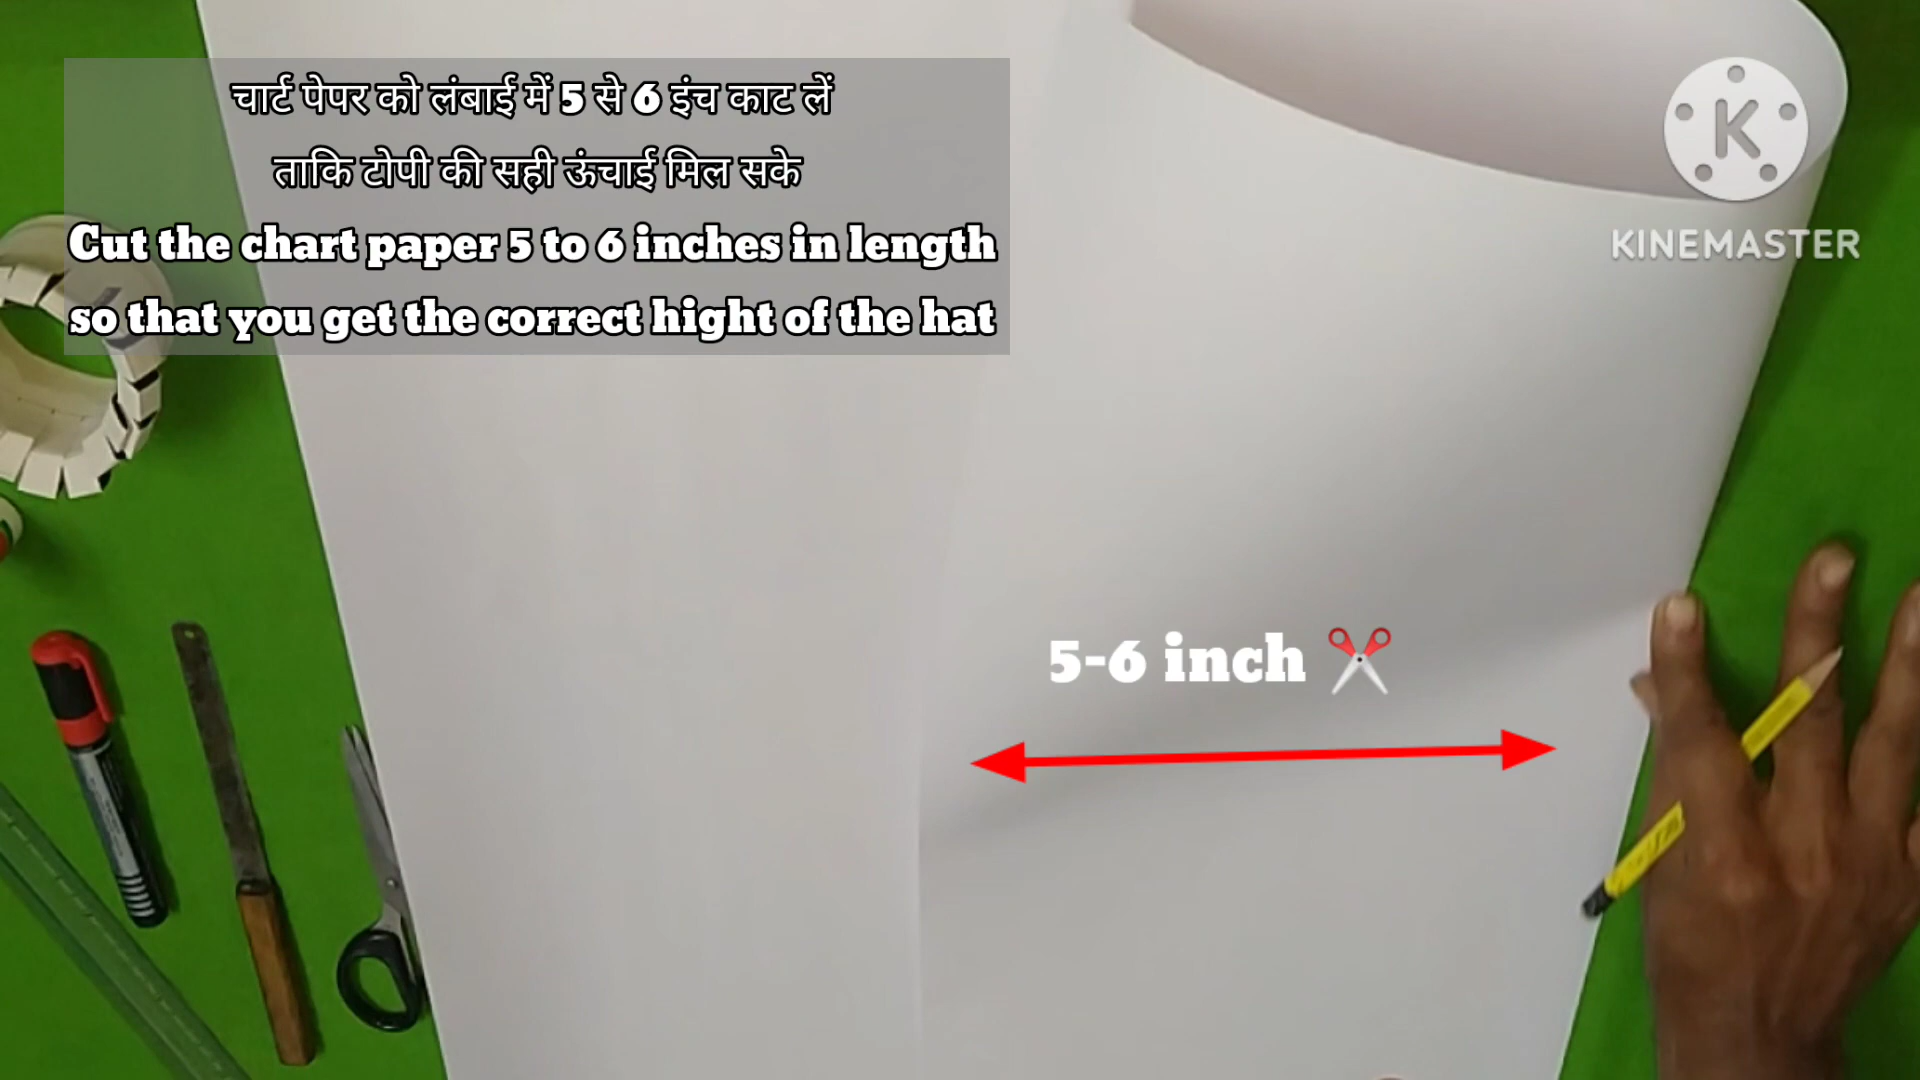 चार्ट पेपर को लंबाई में 5 से 6 इंच काट लें
ताकि टोपी की सही ऊंचाई मिल सके
Cut the chart paper 5 to 6 inches in length
so that you get the correct hight of the hat
K
KINEMASTER
5-6 inch